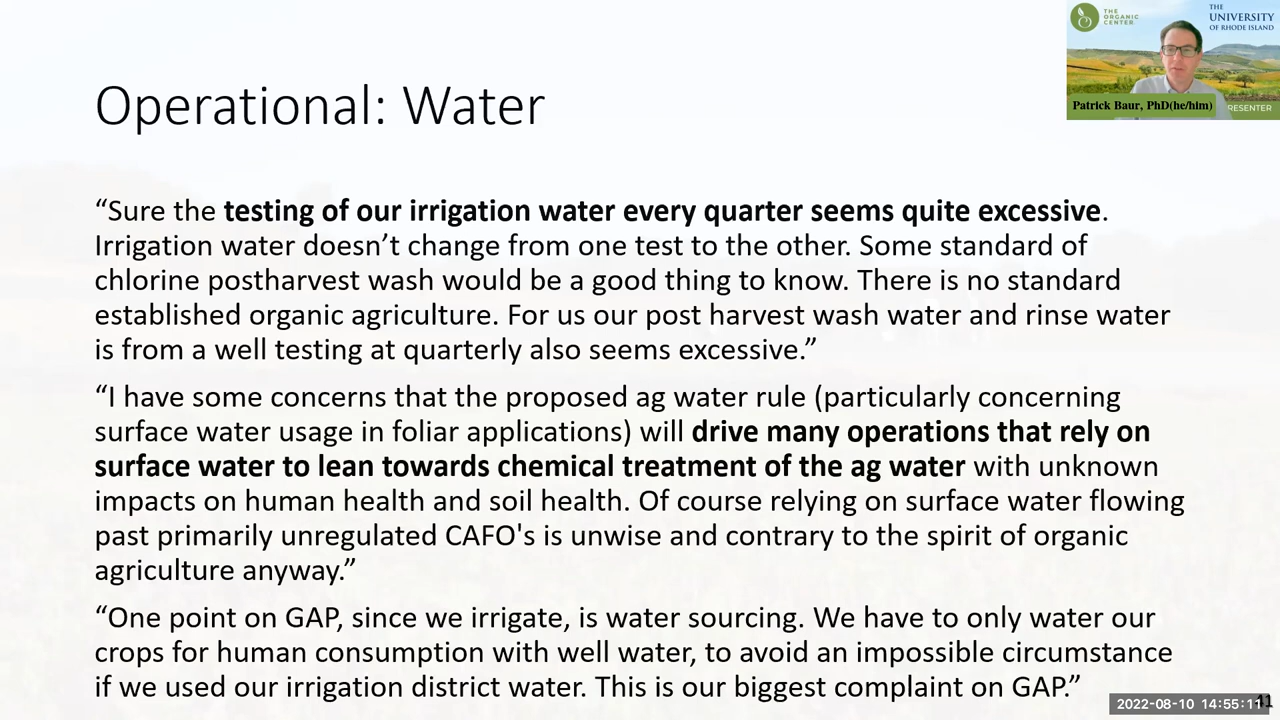 THE
ORGANIC
CENTER
THE
UNIVERSITY
OF RHODE ISLAND
Patrick Baur, PhD(he/him)
RESENTER
Operational: Water
“Sure the testing of our irrigation water every quarter seems quite excessive.
Irrigation water doesn’t change from one test to the other. Some standard of
chlorine postharvest wash would be a good thing to know. There is no standard
established organic agriculture. For us our post harvest wash water and rinse water
is from a well testing at quarterly also seems excessive.”
“I have some concerns that the proposed ag water rule (particularly concerning
surface water usage in foliar applications) will drive many operations that rely on
surface water to lean towards chemical treatment of the ag water with unknown
impacts on human health and soil health. Of course relying on surface water flowing
past primarily unregulated CAFO's is unwise and contrary to the spirit of organic
agriculture anyway.”
“One point on GAP, since we irrigate, is water sourcing. We have to only water our
crops for human consumption with well water, to avoid an impossible circumstance
if we used our irrigation district water. This is our biggest complaint on GAP.”
2022-08-10 14:55:11